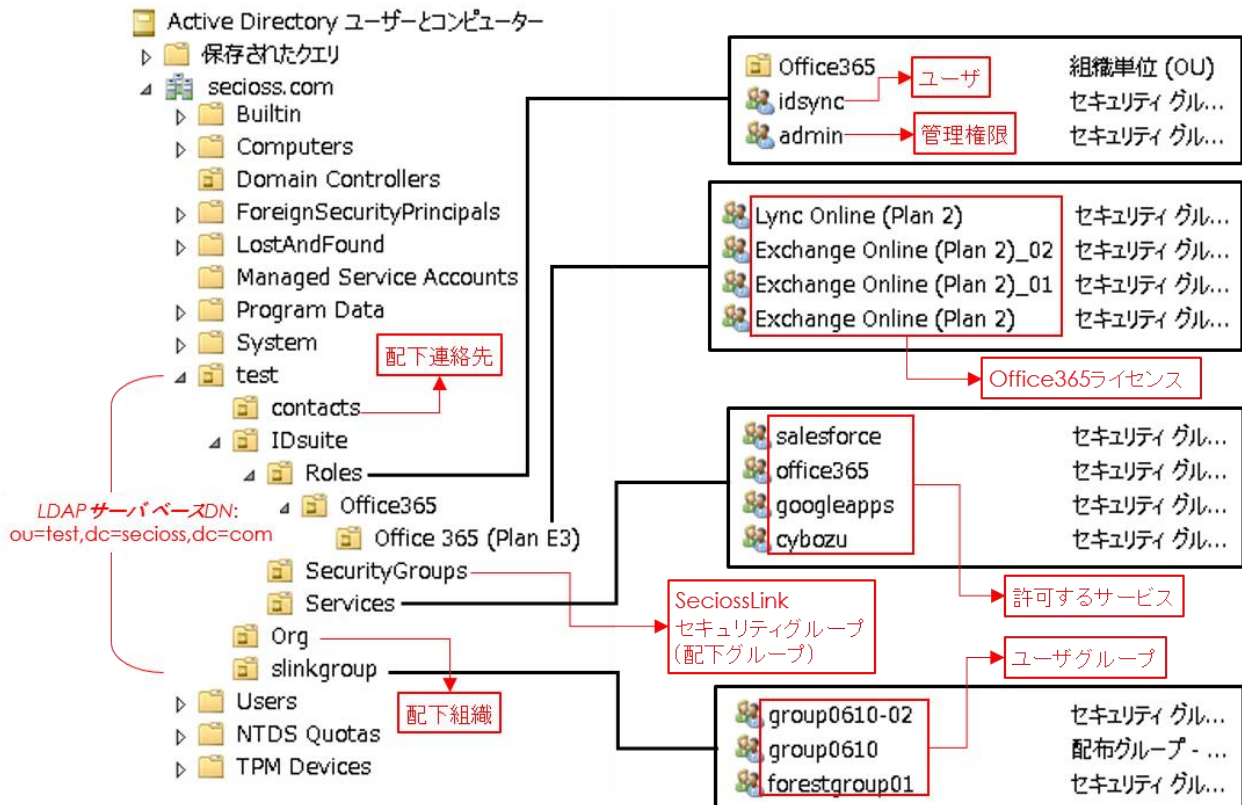 Active Directory ユーザーとコンピューター
保存されたクエリ
secioss.com
Builtin
Computers
Domain Controllers
ForeignSecurityPrincipals
LostAndFound
Managed Service Accounts
Program Data
System
test
contacts
IDsuite
Roles
Office365
Office 365 (Plan E3)
SecurityGroups
Services
Org
slinkgroup
Users
NTDS Quotas
TPM Devices
配下連絡先
LDAP サーバ ベースDN:
ou=test,dc=secioss,dc=com
配下組織
Office365 組織単位 (OU)
idsync セキュリティ グル...
admin セキュリティ グル...
ユーザ
管理権限
Lync Online (Plan 2) セキュリティ グル...
Exchange Online (Plan 2)_02 セキュリティ グル...
Exchange Online (Plan 2)_01 セキュリティ グル...
Exchange Online (Plan 2) セキュリティ グル...
Office365ライセンス
salesforce セキュリティ グル...
office365 セキュリティ グル...
googleapps セキュリティ グル...
cybozu セキュリティ グル...
許可するサービス
SeciossLink
セキュリティグループ
(配下グループ)
ユーザグループ
group0610-02 セキュリティ グル...
group0610 配布グループ - ...
forestgroup01 セキュリティ グル...